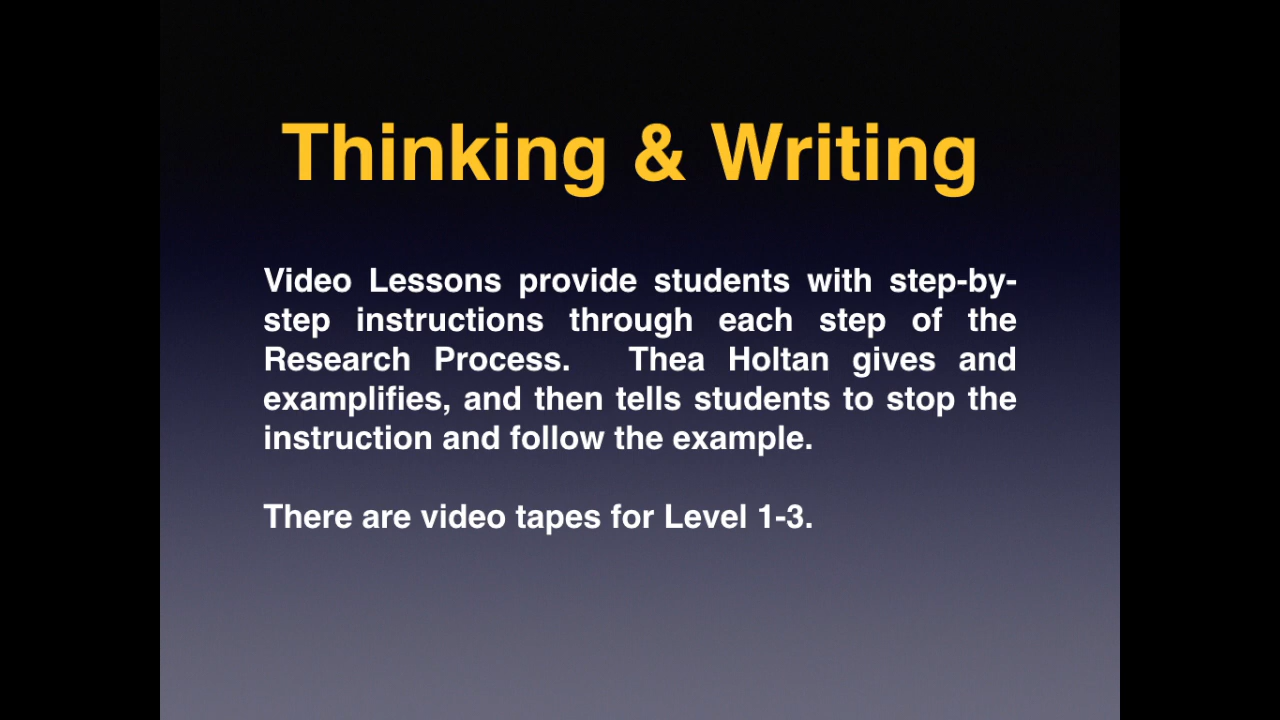 Thinking & Writing
Video Lessons provide students with step-by-
step instructions through each step of the
Research Process. Thea Holtan gives and
examplifies, and then tells students to stop the
instruction and follow the example.
There are video tapes for Level 1-3.